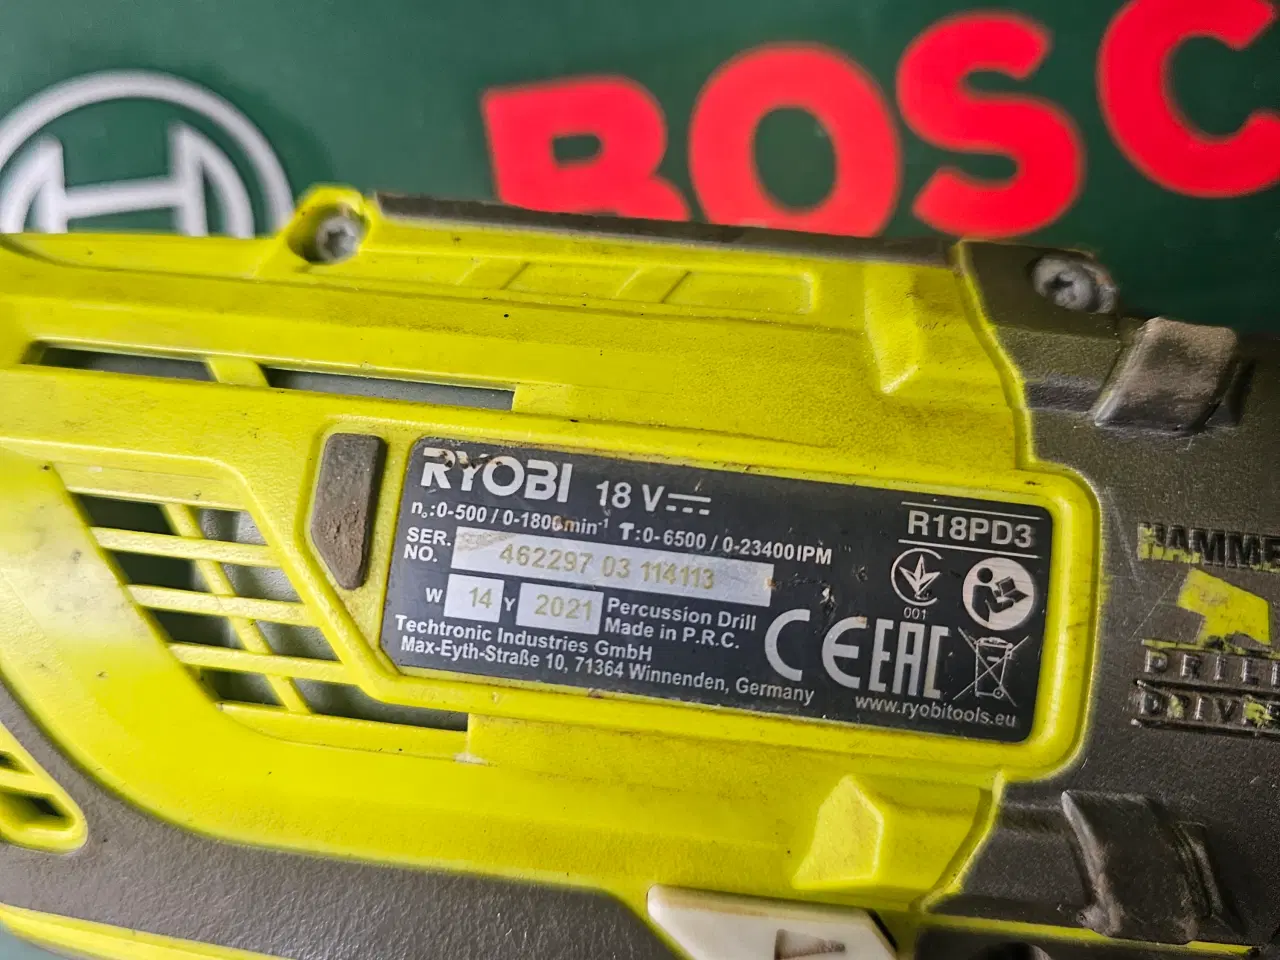 BOSC
RYOBI 18 V
n₀:0-500 / 0-1800min⁻¹ T:0-6500 / 0-23400IPM
R18PD3
SER. NO. 462297 03 114113
W 14 Y 2021 Percussion Drill
Made in P.R.C.
Techtronic Industries GmbH
Max-Eyth-Straße 10, 71364 Winnenden, Germany
001
CE EAC
www.ryobitools.eu
HAMME
DRILL
DRIVE